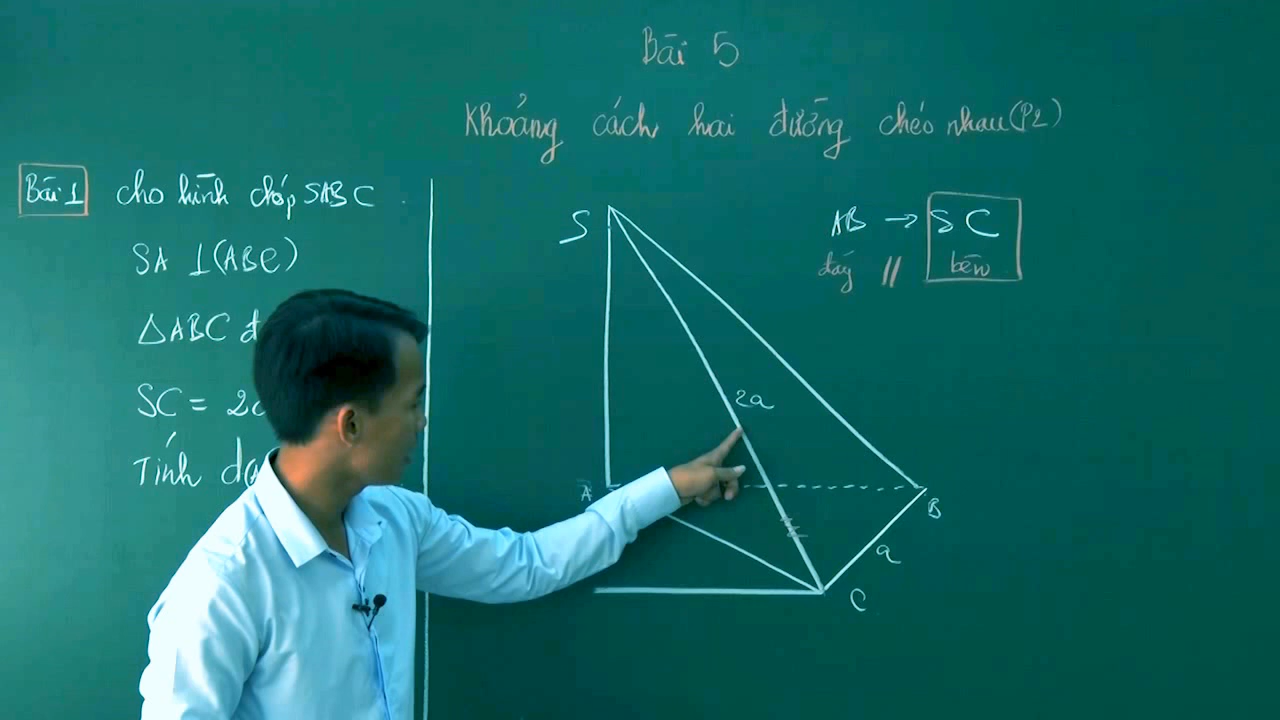 Bài 5
Khoảng cách hai đường chéo nhau (P2)
Bài 1 cho hình chóp SABC
SA ⊥ (ABC)
ΔABC
SC = 2a
Tính d(A
AB → SC
đáy // bên
S
2a
A
B
a
C